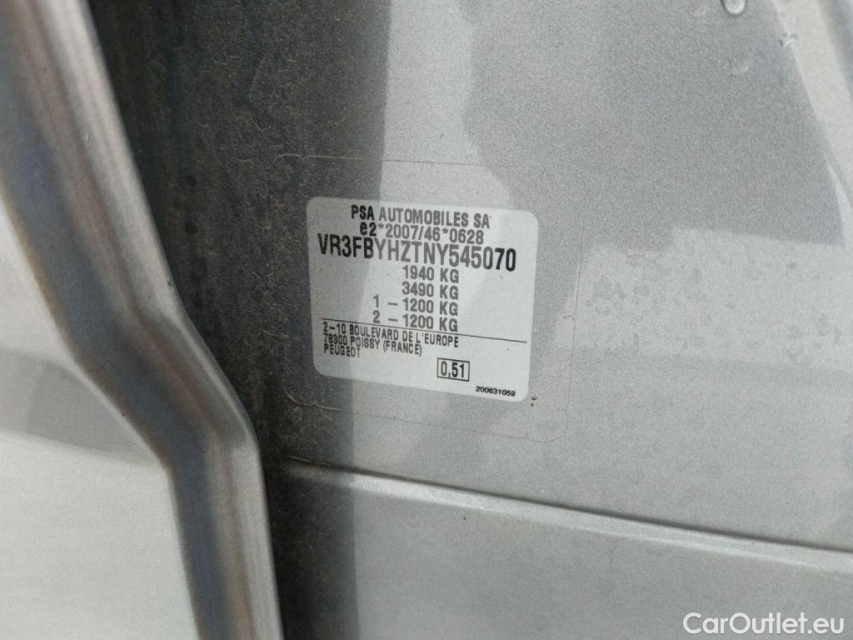 PSA AUTOMOBILES SA
e2*2007/46*0628
VR3FBYHZTNY545070
1940 KG
3490 KG
1 – 1200 KG
2 – 1200 KG
2–10 BOULEVARD DE L'EUROPE
78300 POISSY (FRANCE)
PEUGEOT
0,51
200631059
CarOutlet.eu